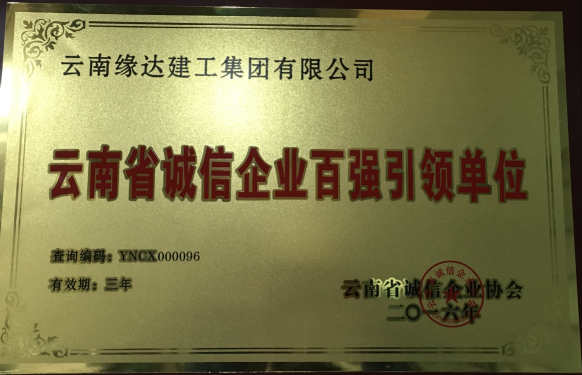 云南缘达建工集团有限公司
云南省诚信企业百强引领单位
查询编码：YNCX000096
有效期：三年
云南省诚信企业协会
二〇一六年